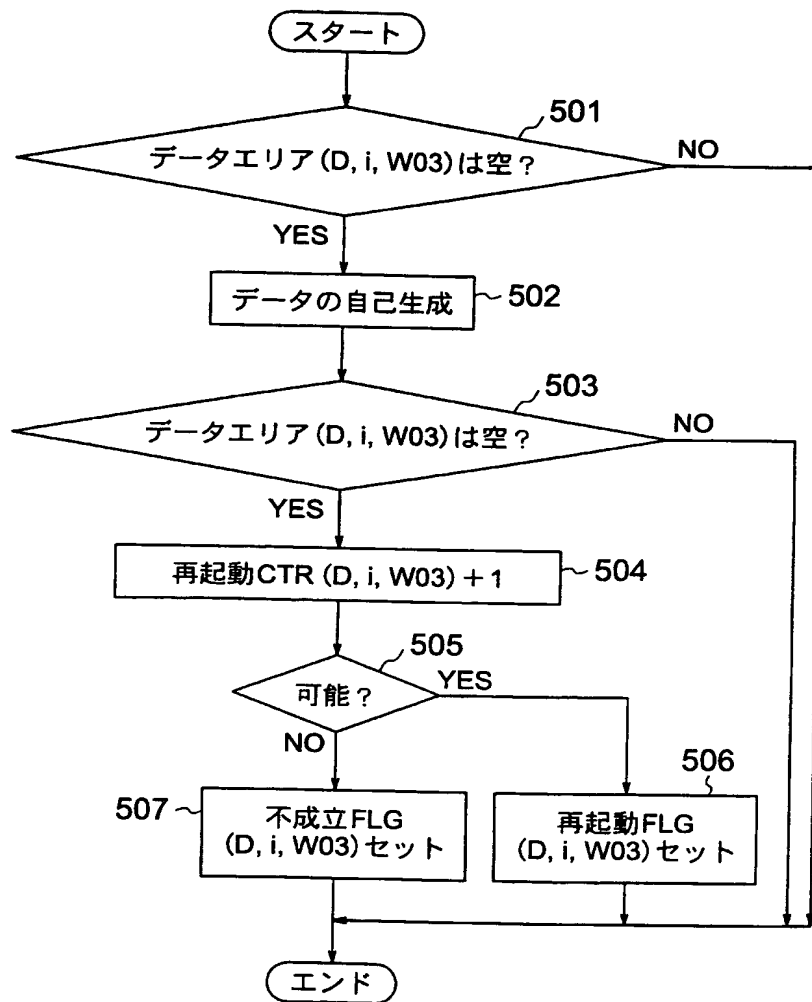 スタート
501
データエリア(D, i, W03)は空?
NO
YES
データの自己生成
502
503
データエリア(D, i, W03)は空?
NO
YES
再起動CTR (D, i, W03)+1
504
505
可能?
YES
NO
506
507
不成立FLG
(D, i, W03)セット
再起動FLG
(D, i, W03)セット
エンド